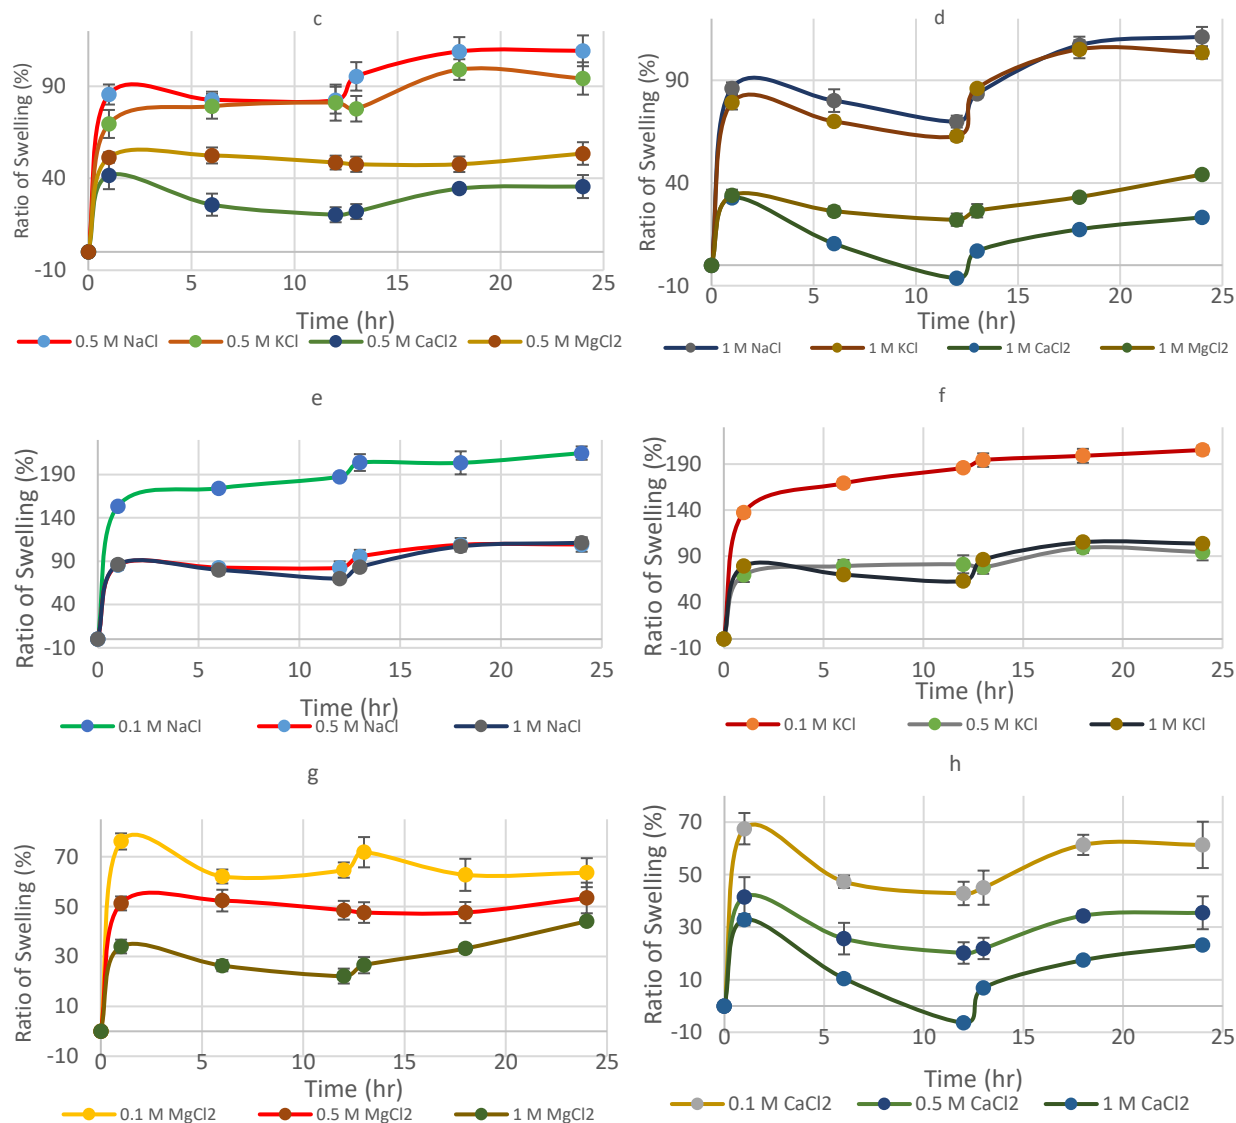 c
Ratio of Swelling (%)
90
40
-10
0 5 10 15 20 25
Time (hr)
0.5 M NaCl 0.5 M KCl 0.5 M CaCl2 0.5 M MgCl2
d
Ratio of Swelling (%)
90
40
-10
0 5 10 15 20 25
Time (hr)
1 M NaCl 1 M KCl 1 M CaCl2 1 M MgCl2
e
Ratio of Swelling (%)
190
140
90
40
-10
0 5 10 15 20 25
Time (hr)
0.1 M NaCl 0.5 M NaCl 1 M NaCl
f
Ratio of Swelling (%)
190
140
90
40
-10
0 5 10 15 20 25
Time (hr)
0.1 M KCl 0.5 M KCl 1 M KCl
g
Ratio of Swelling (%)
70
50
30
10
-10
0 5 10 15 20 25
Time (hr)
0.1 M MgCl2 0.5 M MgCl2 1 M MgCl2
h
Ratio of Swelling (%)
70
50
30
10
-10
0 5 10 15 20 25
Time (hr)
0.1 M CaCl2 0.5 M CaCl2 1 M CaCl2